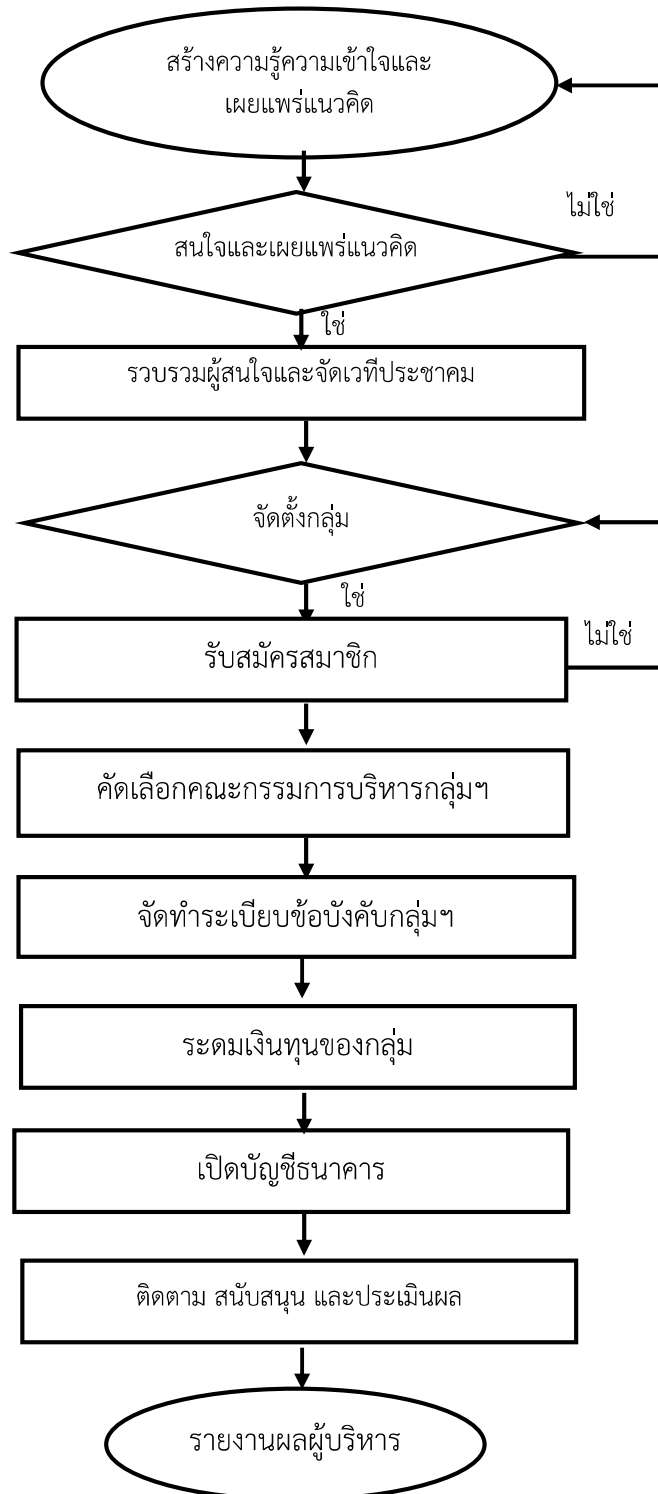 สร้างความรู้ความเข้าใจและ
เผยแพร่แนวคิด
ไม่ใช่
สนใจและเผยแพร่แนวคิด
ใช่
รวบรวมผู้สนใจและจัดเวทีประชาคม
จัดตั้งกลุ่ม
ใช่
ไม่ใช่
รับสมัครสมาชิก
คัดเลือกคณะกรรมการบริหารกลุ่มฯ
จัดทำระเบียบข้อบังคับกลุ่มฯ
ระดมเงินทุนของกลุ่ม
เปิดบัญชีธนาคาร
ติดตาม สนับสนุน และประเมินผล
รายงานผลผู้บริหาร